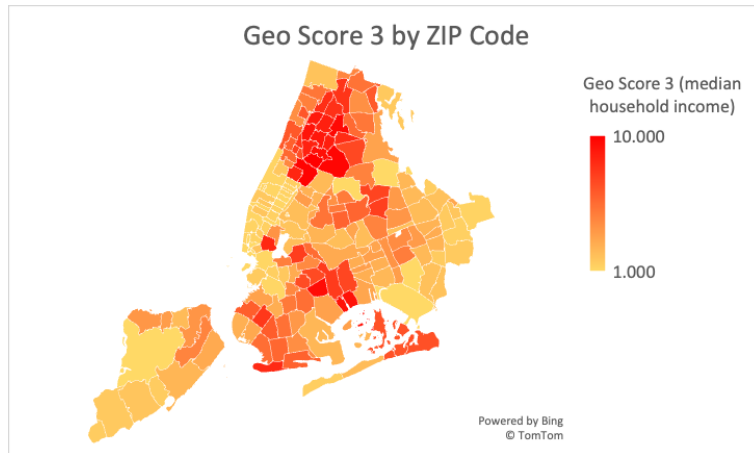 Geo Score 3 by ZIP Code
Geo Score 3 (median
household income)
10.000
1.000
Powered by Bing
© TomTom